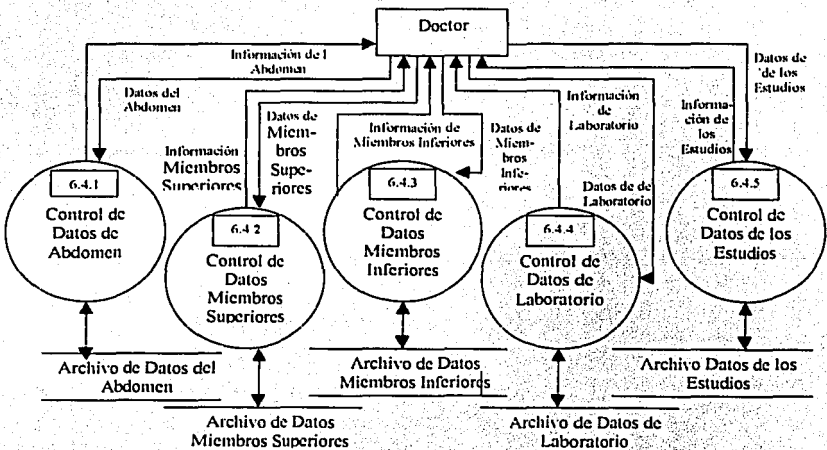 Doctor
Información de l
Abdomen
Datos del
Abdomen
Información
Miembros
Superiores
Datos de
Miem-
bros
Supe-
riores
Información de
Miembros Inferiores
Datos de
Miem-
bros
Infe-
riores
Información
de
Laboratorio
Datos de de
Laboratorio
Informa-
ción de
los
Estudios
Datos de
'de los
Estudios
6.4.1
Control de
Datos de
Abdomen
6.4.2
Control de
Datos
Miembros
Superiores
6.4.3
Control de
Datos
Miembros
Inferiores
6.4.4
Control de
Datos de
Laboratorio
6.4.5
Control de
Datos de los
Estudios
Archivo de Datos del
Abdomen
Archivo de Datos
Miembros Superiores
Archivo de Datos
Miembros Inferiores
Archivo de Datos de
Laboratorio
Archivo Datos de los
Estudios